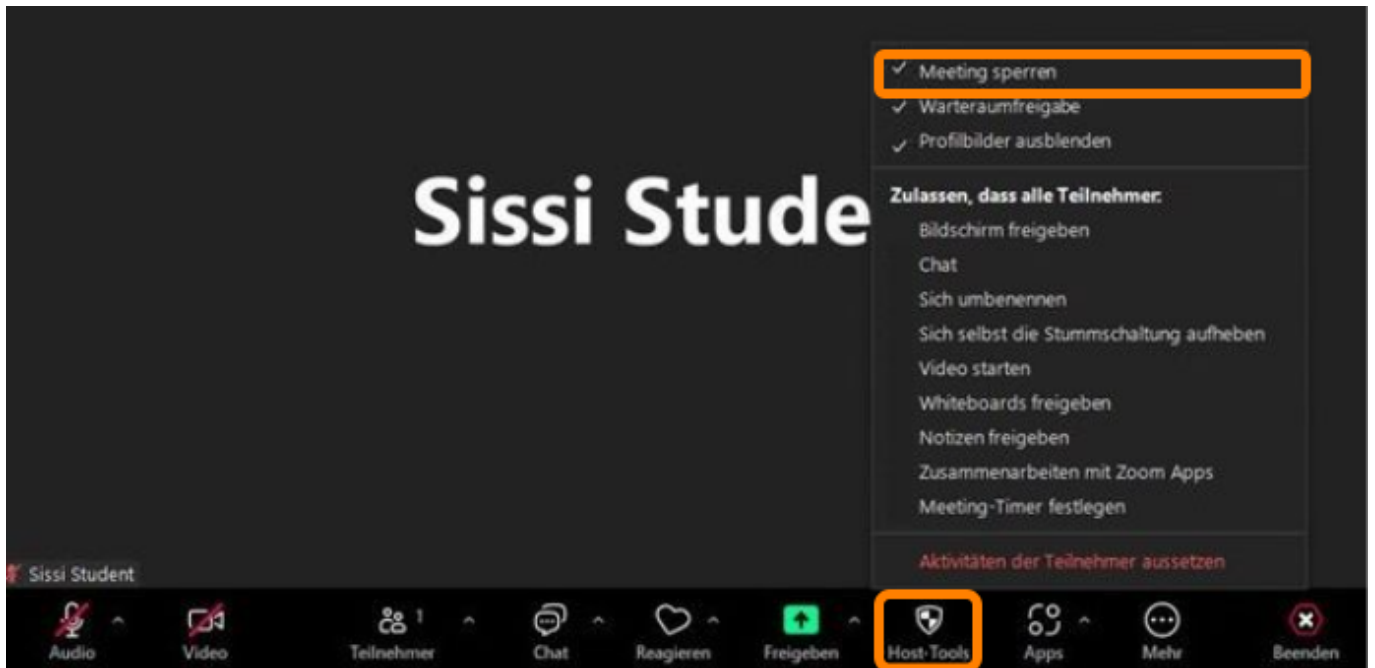 Meeting sperren
Warteraumfreigabe
Profilbilder ausblenden
Sissi Stude
Zulassen, dass alle Teilnehmer:
Bildschirm freigeben
Chat
Sich umbenennen
Sich selbst die Stummschaltung aufheben
Video starten
Whiteboards freigeben
Notizen freigeben
Zusammenarbeiten mit Zoom Apps
Meeting-Timer festlegen
Aktivitäten der Teilnehmer aussetzen
Sissi Student
1
Audio Video Teilnehmer Chat Reagieren Freigeben Host-Tools Apps Mehr Beenden